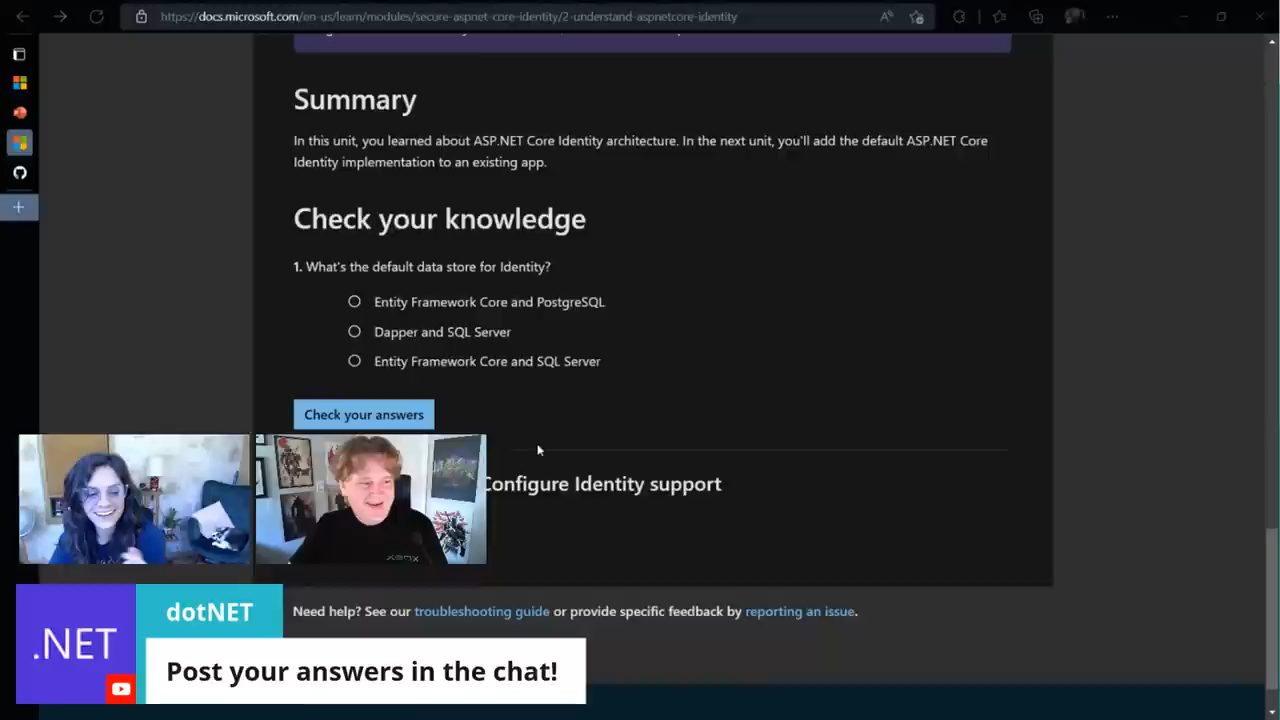 https://docs.microsoft.com/en-us/learn/modules/secure-aspnet-core-identity/2-understand-aspnetcore-identity
Summary
In this unit, you learned about ASP.NET Core Identity architecture. In the next unit, you'll add the default ASP.NET Core
Identity implementation to an existing app.
Check your knowledge
1. What's the default data store for Identity?
Entity Framework Core and PostgreSQL
Dapper and SQL Server
Entity Framework Core and SQL Server
Check your answers
Configure Identity support
Need help? See our troubleshooting guide or provide specific feedback by reporting an issue.
dotNET
.NET
Post your answers in the chat!